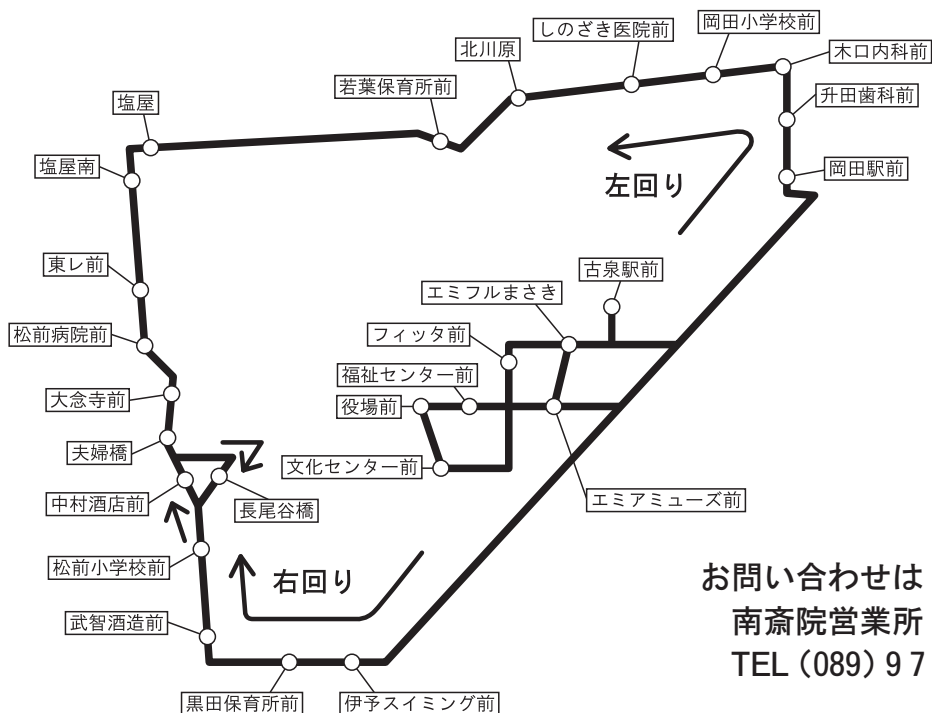 岡田小学校前
しのざき医院前
北川原
木口内科前
若葉保育所前
升田歯科前
塩屋
塩屋南
岡田駅前
左回り
東レ前
古泉駅前
エミフルまさき
松前病院前
フィッタ前
福祉センター前
大念寺前
役場前
夫婦橋
文化センター前
中村酒店前
長尾谷橋
エミアミューズ前
松前小学校前
右回り
お問い合わせは
武智酒造前
南斎院営業所
TEL（089）97
黒田保育所前
伊予スイミング前